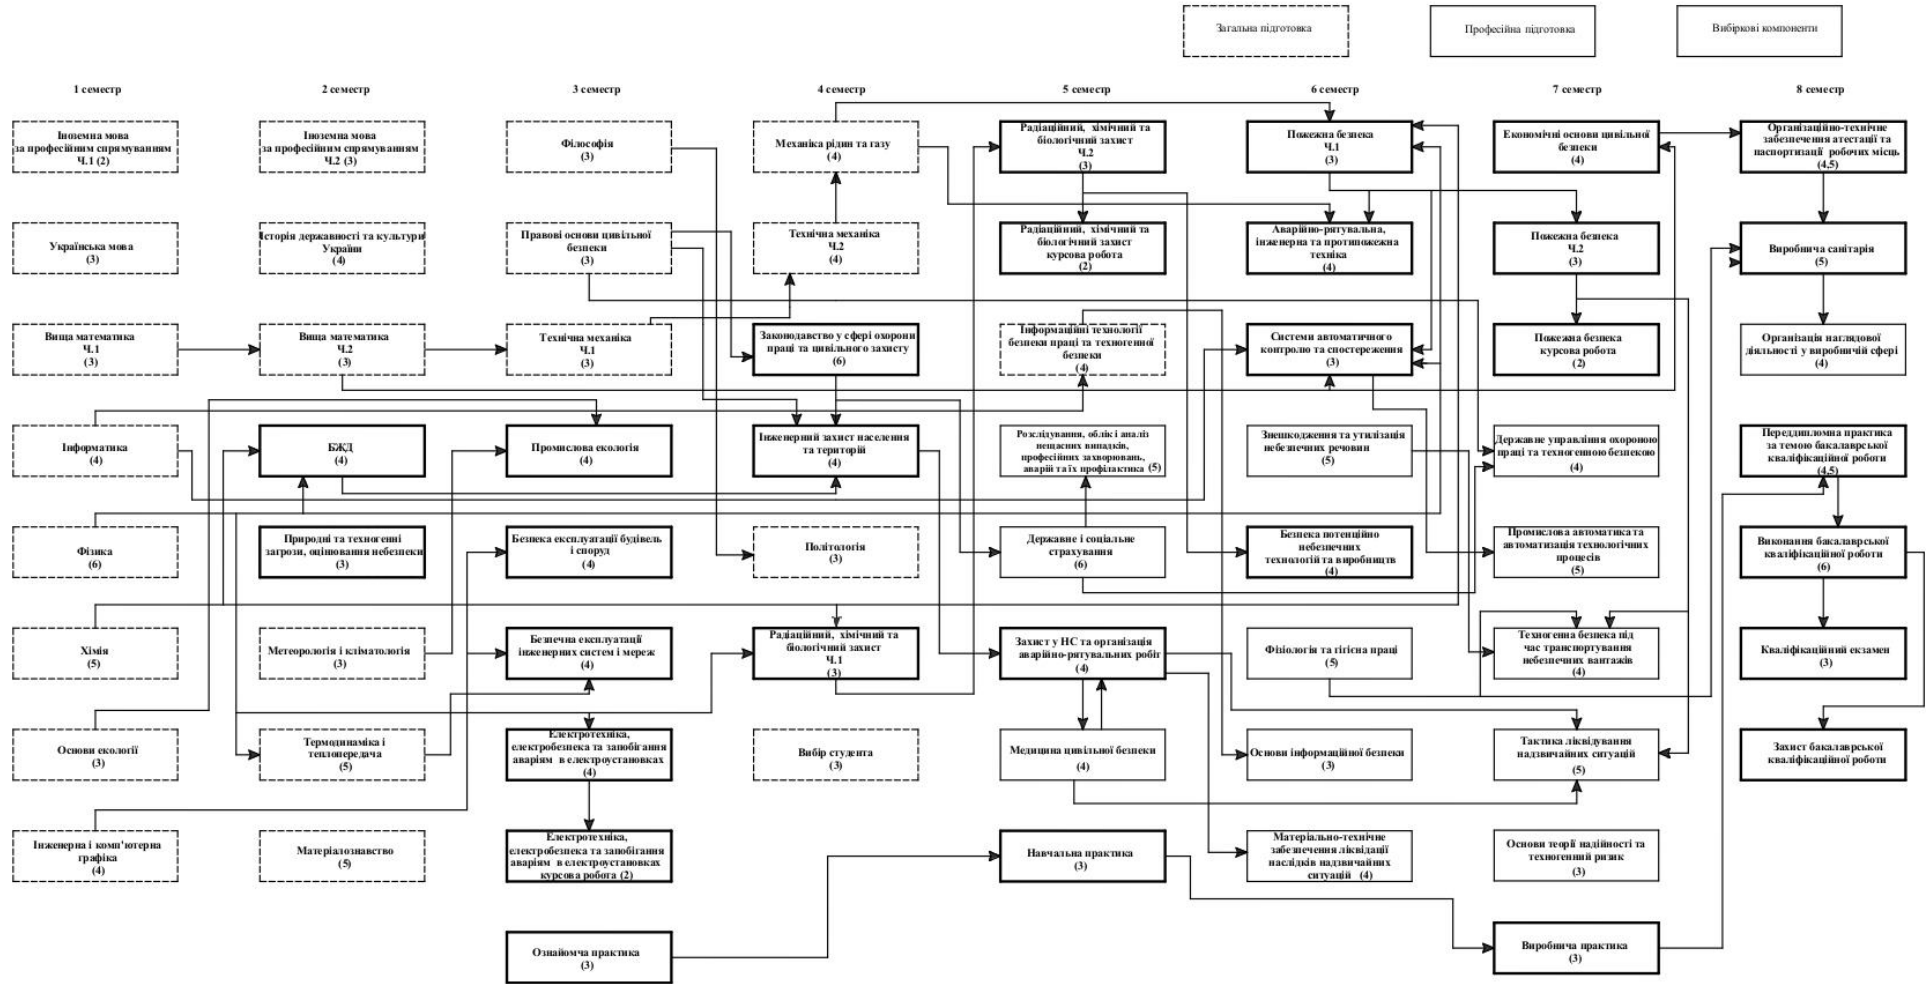 Загальна підготовка
Професійна підготовка
Вибіркові компоненти
1 семестр
2 семестр
3 семестр
4 семестр
5 семестр
6 семестр
7 семестр
8 семестр
Іноземна мова
за професійним спрямуванням
Ч.1 (2)
Іноземна мова
за професійним спрямуванням
Ч.2 (3)
Філософія
(3)
Механіка рідин та газу
(4)
Радіаційний, хімічний та
біологічний захист
Ч.2
(3)
Пожежна безпека
Ч.1
(3)
Економічні основи цивільної
безпеки
(4)
Організаційно-технічне
забезпечення атестації та
паспортизації робочих місць
(4,5)
Українська мова
(3)
Історія державності та культури
України
(4)
Правові основи цивільної
безпеки
(3)
Технічна механіка
Ч.2
(4)
Радіаційний, хімічний та
біологічний захист
курсова робота
(2)
Аварійно-рятувальна,
інженерна та протипожежна
техніка
(4)
Пожежна безпека
Ч.2
(3)
Виробнича санітарія
(5)
Вища математика
Ч.1
(3)
Вища математика
Ч.2
(3)
Технічна механіка
Ч.1
(3)
Законодавство у сфері охорони
праці та цивільного захисту
(6)
Інформаційні технології
безпеки праці та техногенної
безпеки
(4)
Системи автоматичного
контролю та спостереження
(3)
Пожежна безпека
курсова робота
(2)
Організація наглядової
діяльності у виробничій сфері
(4)
Інформатика
(4)
БЖД
(4)
Промислова екологія
(4)
Інженерний захист населення
та територій
(4)
Розслідування, облік і аналіз
нещасних випадків,
професійних захворювань,
аварій та їх профілактика (5)
Знешкодження та утилізація
небезпечних речовин
(5)
Державне управління охороною
праці та техногенною безпекою
(4)
Переддипломна практика
за темою бакалаврської
кваліфікаційної роботи
(4,5)
Фізика
(6)
Природні та техногенні
загрози, оцінювання небезпеки
(3)
Безпека експлуатації будівель
і споруд
(4)
Політологія
(3)
Державне і соціальне
страхування
(6)
Безпека потенційно
небезпечних
технологій та виробництв
(4)
Промислова автоматика та
автоматизація технологічних
процесів
(5)
Виконання бакалаврської
кваліфікаційної роботи
(6)
Хімія
(5)
Метеорологія і кліматологія
(3)
Безпечна експлуатації
інженерних систем і мереж
(4)
Радіаційний, хімічний та
біологічний захист
Ч.1
(3)
Захист у НС та організація
аварійно-рятувальних робіт
(4)
Фізіологія та гігієна праці
(5)
Техногенна безпека під
час транспортування
небезпечних вантажів
(4)
Кваліфікаційний екзамен
(3)
Основи екології
(3)
Термодинаміка і
теплопередача
(5)
Електротехніка,
електробезпека та запобігання
аваріям в електроустановках
(4)
Вибір студента
(3)
Медицина цивільної безпеки
(4)
Основи інформаційної безпеки
(3)
Тактика ліквідування
надзвичайних ситуацій
(5)
Захист бакалаврської
кваліфікаційної роботи
Інженерна і комп'ютерна
графіка
(4)
Матеріалознавство
(5)
Електротехніка,
електробезпека та запобігання
аваріям в електроустановках
курсова робота (2)
Навчальна практика
(3)
Матеріально-технічне
забезпечення ліквідації
наслідків надзвичайних
ситуацій (4)
Основи теорії надійності та
техногенний ризик
(3)
Ознайомча практика
(3)
Виробнича практика
(3)